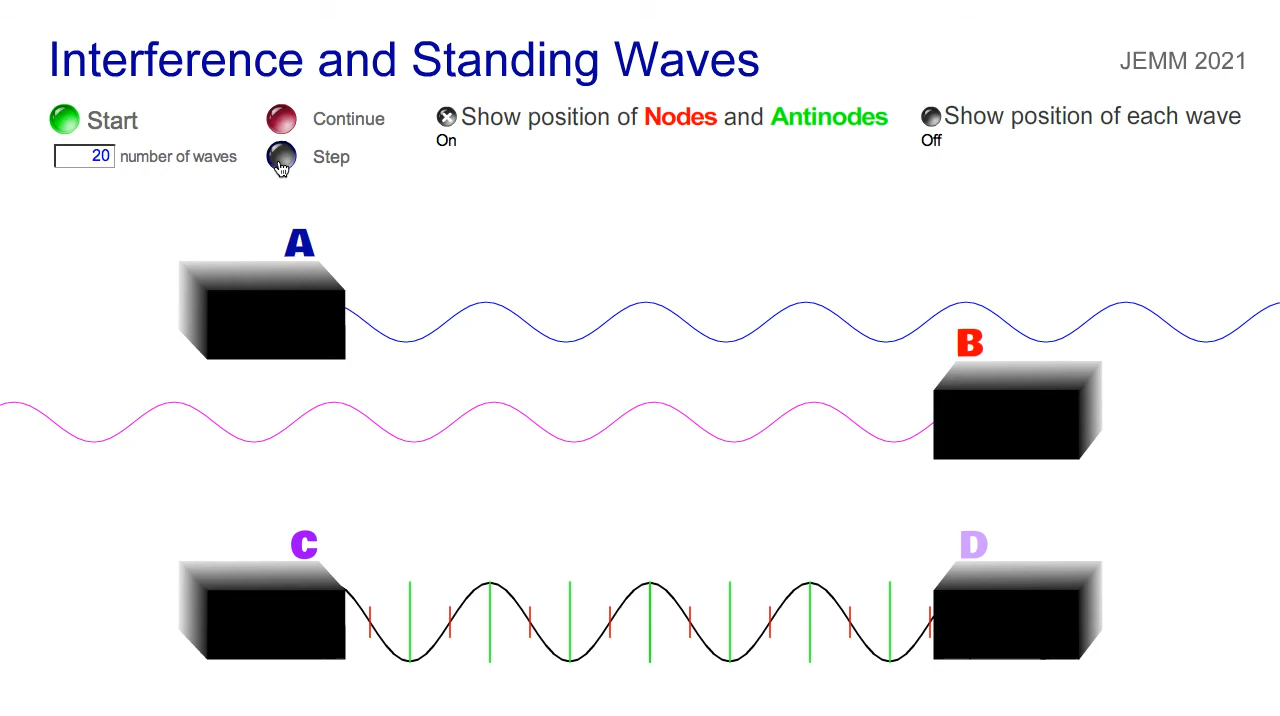 Interference and Standing Waves
JEMM 2021
Start
Continue
Show position of Nodes and Antinodes
On
Show position of each wave
Off
20 number of waves
Step
A
B
C
D